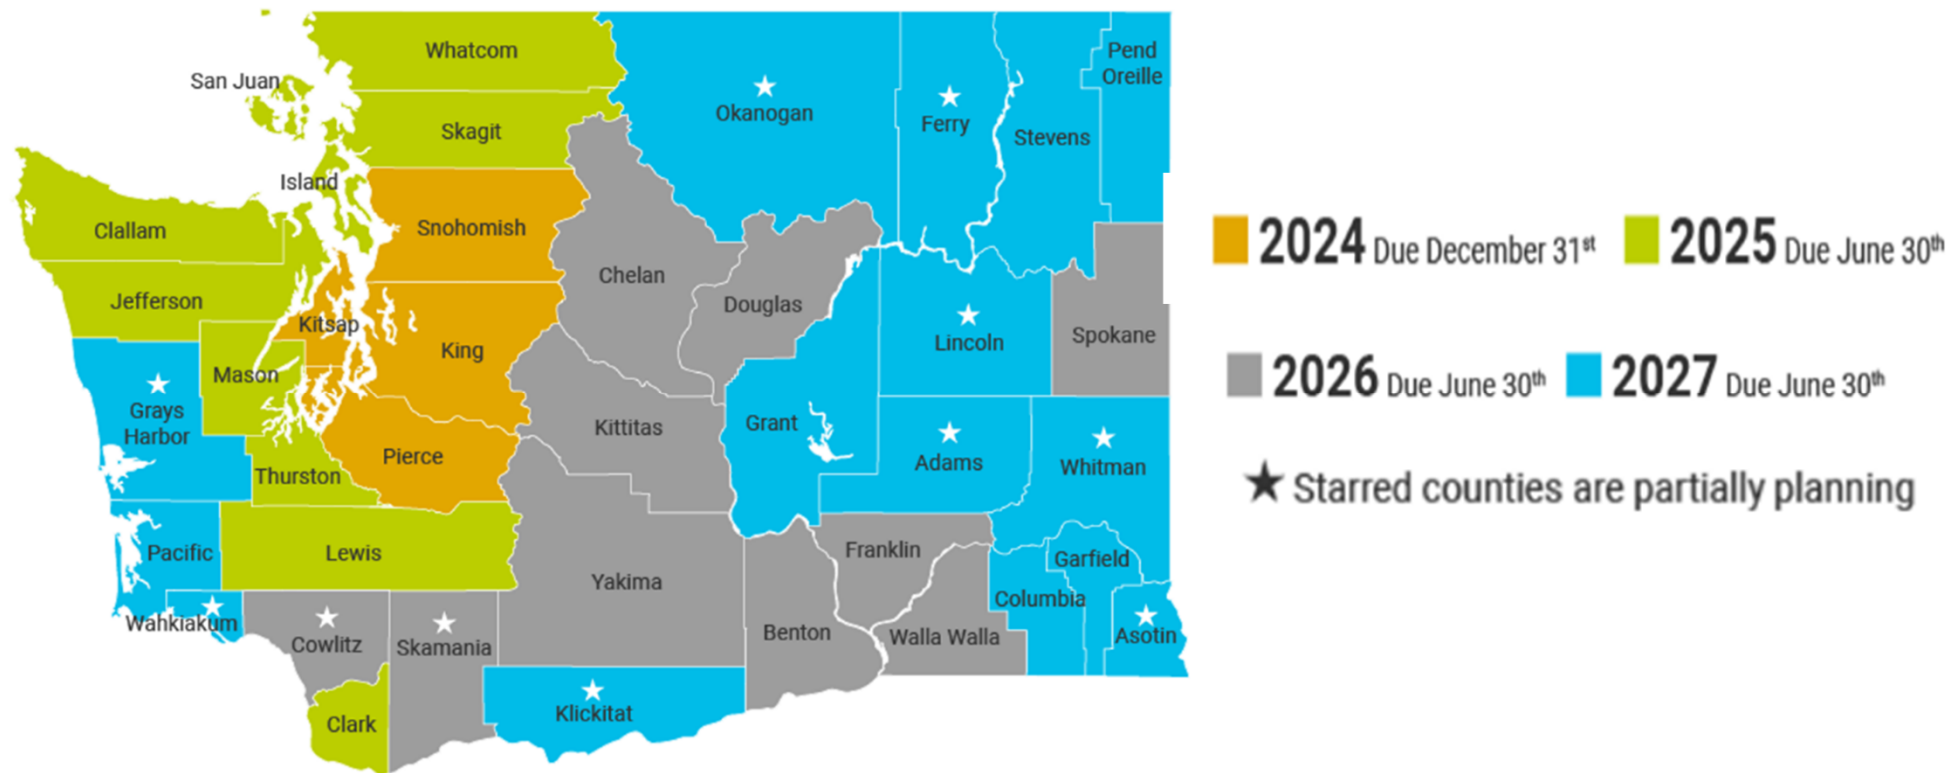 Whatcom
San Juan
Skagit
Island
Clallam
Snohomish
Jefferson
Kitsap
King
Mason
Grays
Harbor
Thurston
Pierce
Pacific
Lewis
Wahkiakum
Cowlitz
Skamania
Clark
Okanogan
Ferry
Stevens
Pend
Oreille
Chelan
Douglas
Lincoln
Spokane
Kittitas
Grant
Adams
Whitman
Yakima
Benton
Franklin
Walla Walla
Columbia
Garfield
Asotin
Klickitat
2024 Due December 31st
2025 Due June 30th
2026 Due June 30th
2027 Due June 30th
★ Starred counties are partially planning